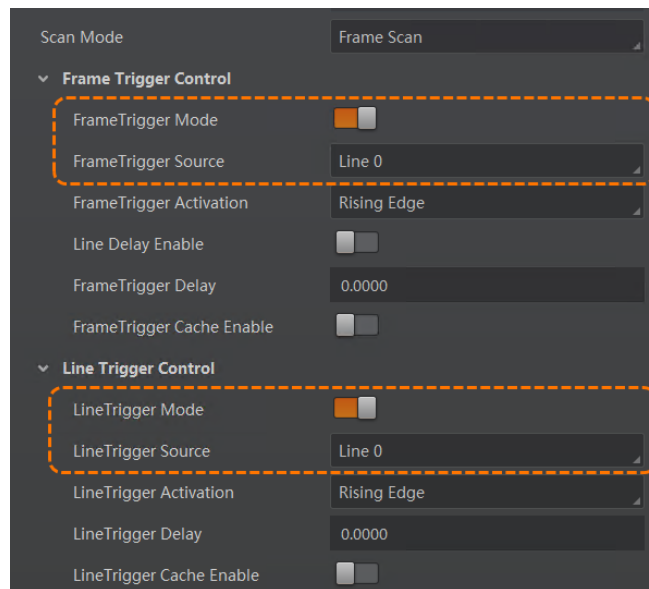 Scan Mode Frame Scan
Frame Trigger Control
FrameTrigger Mode
FrameTrigger Source Line 0
FrameTrigger Activation Rising Edge
Line Delay Enable
FrameTrigger Delay 0.0000
FrameTrigger Cache Enable
Line Trigger Control
LineTrigger Mode
LineTrigger Source Line 0
LineTrigger Activation Rising Edge
LineTrigger Delay 0.0000
LineTrigger Cache Enable